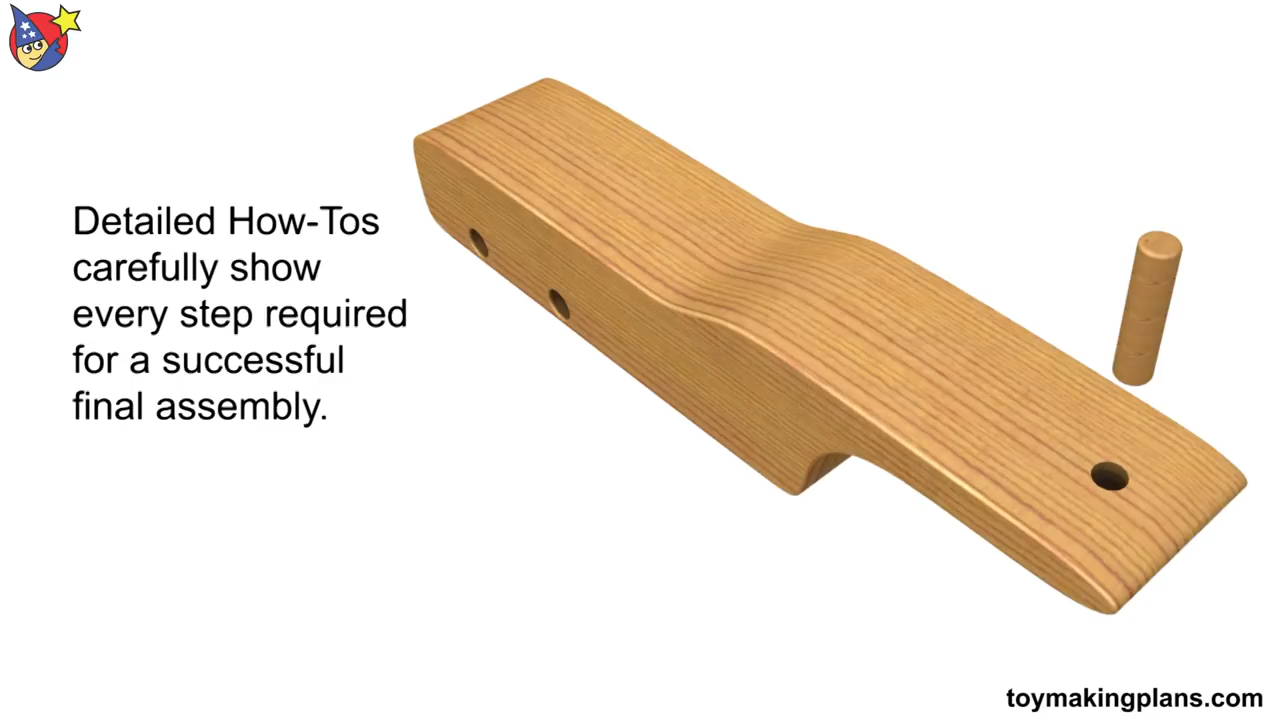 Detailed How-Tos
carefully show
every step required
for a successful
final assembly.
toymakingplans.com